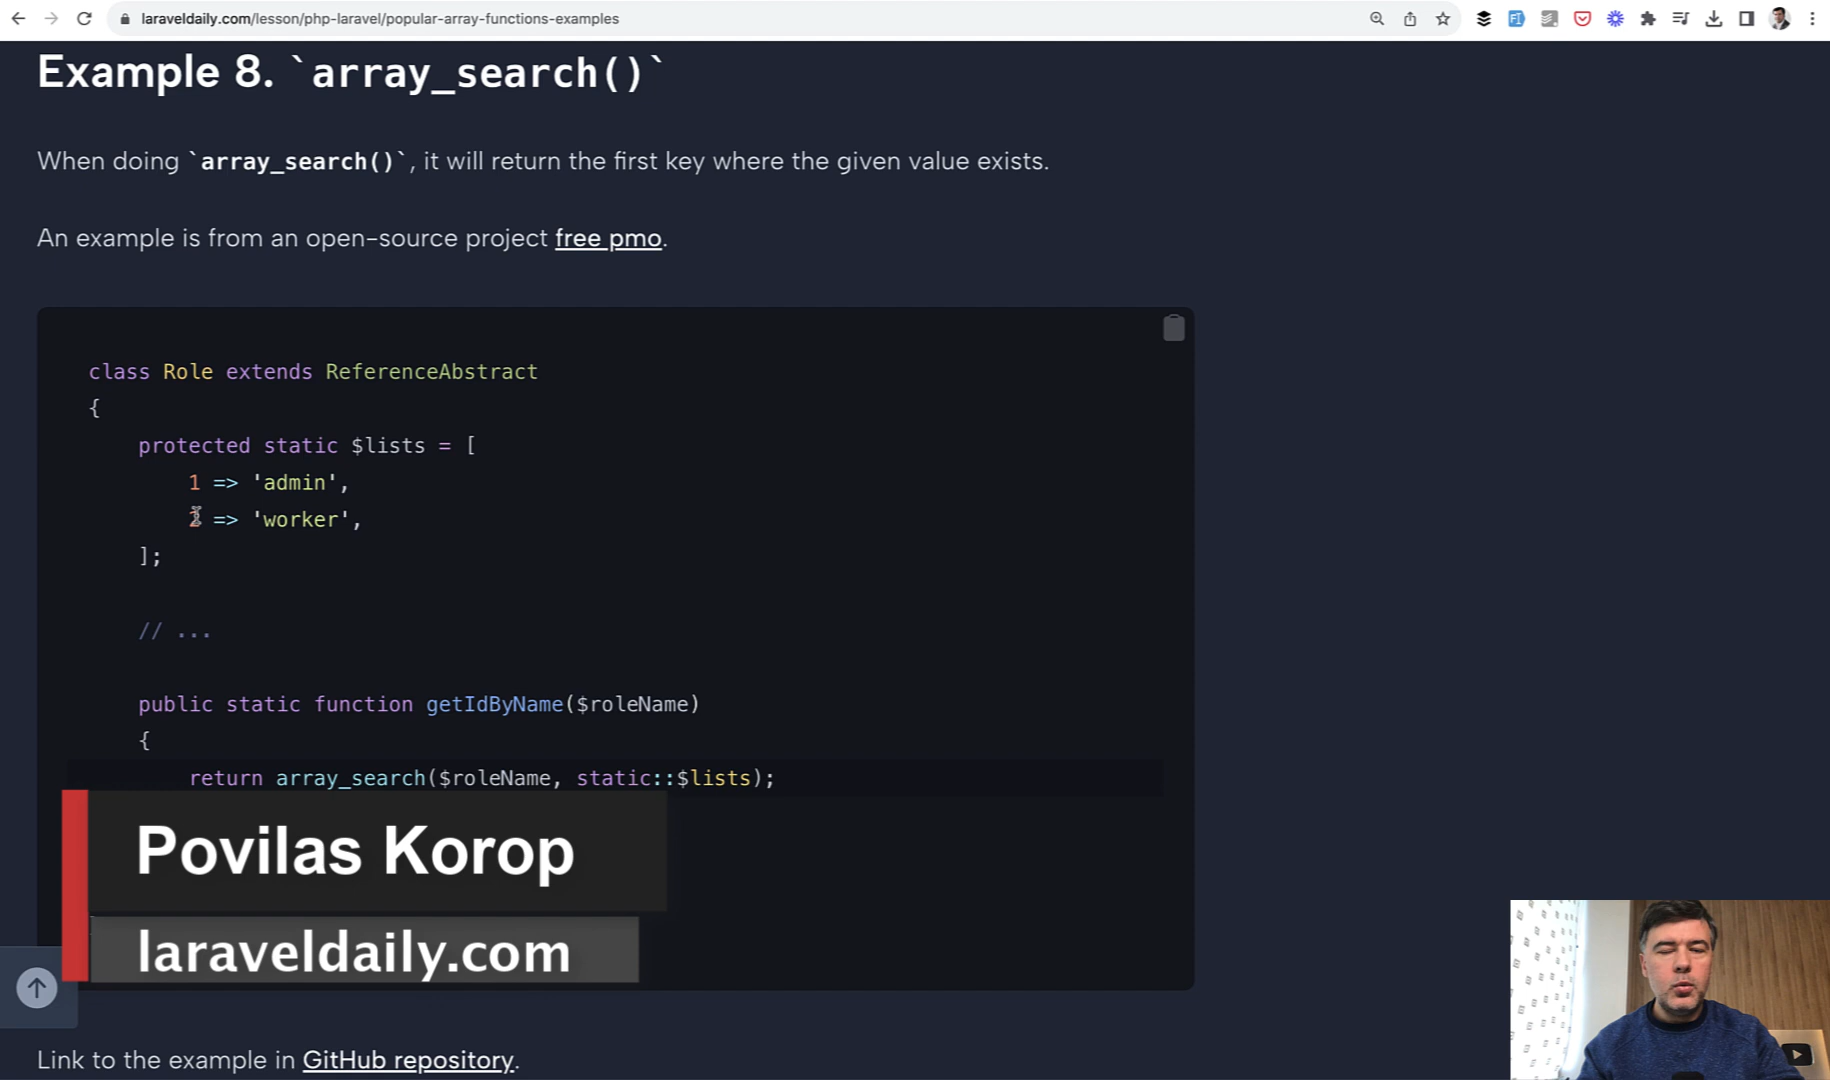 laraveldaily.com/lesson/php-laravel/popular-array-functions-examples
Example 8. `array_search()`
When doing `array_search()`, it will return the first key where the given value exists.
An example is from an open-source project free pmo.
class Role extends ReferenceAbstract
{
protected static $lists = [
1 => 'admin',
2 => 'worker',
];
// ...
public static function getIdByName($roleName)
{
return array_search($roleName, static::$lists);
Povilas Korop
laraveldaily.com
Link to the example in GitHub repository.